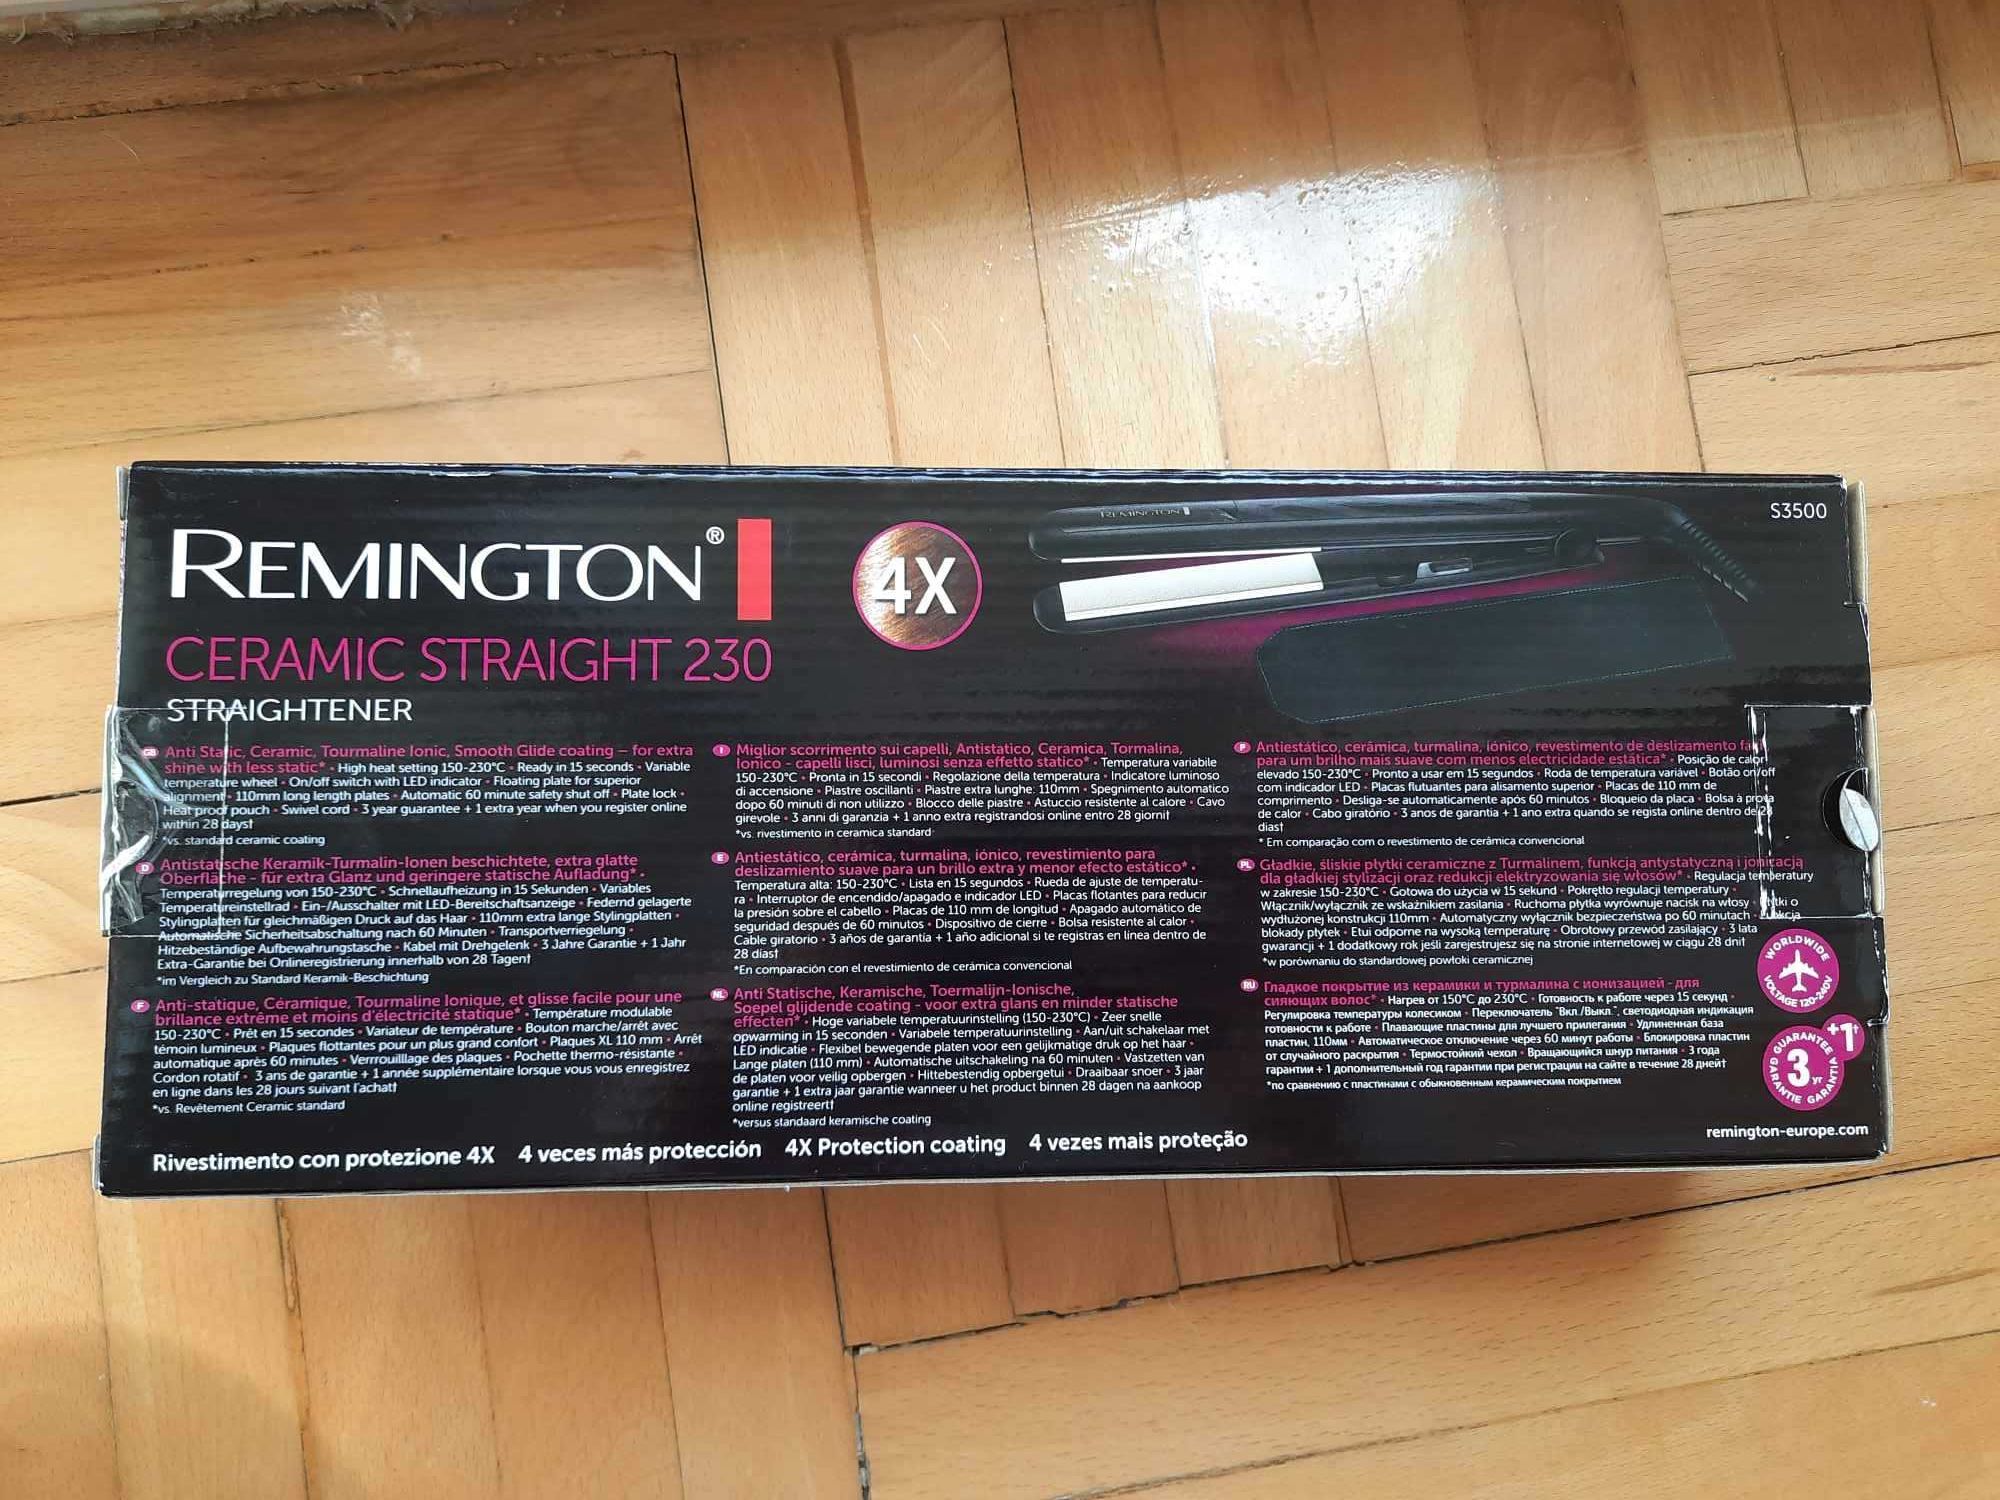 REMINGTON®
CERAMIC STRAIGHT 230
STRAIGHTENER
4X
REMINGTON
S3500
GB Anti Static, Ceramic, Tourmaline Ionic, Smooth Glide coating – for extra
shine with less static* • High heat setting 150-230°C • Ready in 15 seconds • Variable
temperature wheel • On/off switch with LED indicator • Floating plate for superior
alignment • 110mm long length plates • Automatic 60 minute safety shut off • Plate lock •
Heat proof pouch • Swivel cord • 3 year guarantee + 1 extra year when you register online
within 28 days†
*vs. standard ceramic coating
D Antistatische Keramik-Turmalin-Ionen beschichtete, extra glatte
Oberfläche – für extra Glanz und geringere statische Aufladung* •
Temperaturregelung von 150-230°C • Schnellaufheizung in 15 Sekunden • Variables
Temperatureinstellrad • Ein-/Ausschalter mit LED-Bereitschaftsanzeige • Federnd gelagerte
Stylingplatten für gleichmäßigen Druck auf das Haar • 110mm extra lange Stylingplatten •
Automatische Sicherheitsabschaltung nach 60 Minuten • Transportverriegelung •
Hitzebeständige Aufbewahrungstasche • Kabel mit Drehgelenk • 3 Jahre Garantie + 1 Jahr
Extra-Garantie bei Onlineregistrierung innerhalb von 28 Tagen†
*im Vergleich zu Standard Keramik-Beschichtung
F Anti-statique, Céramique, Tourmaline Ionique, et glisse facile pour une
brillance extrême et moins d'électricité statique* • Température modulable
150-230°C • Prêt en 15 secondes • Variateur de température • Bouton marche/arrêt avec
témoin lumineux • Plaques flottantes pour un plus grand confort • Plaques XL 110 mm • Arrêt
automatique après 60 minutes • Verrrouilllage des plaques • Pochette thermo-résistante •
Cordon rotatif • 3 ans de garantie + 1 année supplémentaire lorsque vous vous enregistrez
en ligne dans les 28 jours suivant l'achat†
*vs. Revêtement Ceramic standard
I Miglior scorrimento sui capelli, Antistatico, Ceramica, Tormalina,
Ionico – capelli lisci, luminosi senza effetto statico* • Temperatura variabile
150-230°C • Pronta in 15 secondi • Regolazione della temperatura • Indicatore luminoso
di accensione • Piastre oscillanti • Piastre extra lunghe: 110mm • Spegnimento automatico
dopo 60 minuti di non utilizzo • Blocco delle piastre • Astuccio resistente al calore • Cavo
girevole • 3 anni di garanzia + 1 anno extra registrandosi online entro 28 giorni†
*vs. rivestimento in ceramica standard
E Antiestático, cerámica, turmalina, iónico, revestimiento para
deslizamiento suave para un brillo extra y menor efecto estático* •
Temperatura alta: 150-230°C • Lista en 15 segundos • Rueda de ajuste de temperatu-
ra • Interruptor de encendido/apagado e indicador LED • Placas flotantes para reducir
la presión sobre el cabello • Placas de 110 mm de longitud • Apagado automático de
seguridad después de 60 minutos • Dispositivo de cierre • Bolsa resistente al calor •
Cable giratorio • 3 años de garantía + 1 año adicional si te registras en línea dentro de
28 días†
*En comparación con el revestimiento de cerámica convencional
NL Anti Statische, Keramische, Toermalijn-Ionische,
Soepel glijdende coating – voor extra glans en minder statische
effecten* • Hoge variabele temperatuurinstelling (150-230°C) • Zeer snelle
opwarming in 15 seconden • Variabele temperatuurinstelling • Aan/uit schakelaar met
LED indicatie • Flexibel bewegende platen voor een gelijkmatige druk op het haar •
Lange platen (110 mm) • Automatische uitschakeling na 60 minuten • Vastzetten van
de platen voor veilig opbergen • Hittebestendig opbergetui • Draaibaar snoer • 3 jaar
garantie + 1 extra jaar garantie wanneer u het product binnen 28 dagen na aankoop
online registreert†
*versus standaard keramische coating
P Antiestático, cerâmica, turmalina, iónico, revestimento de deslizamento fácil
para um brilho mais suave com menos electricidade estática* • Posição de calor
elevado 150-230°C • Pronto a usar em 15 segundos • Roda de temperatura variável • Botão on/off
com indicador LED • Placas flutuantes para alisamento superior • Placas de 110 mm de
comprimento • Desliga-se automaticamente após 60 minutos • Bloqueio da placa • Bolsa à prova
de calor • Cabo giratório • 3 anos de garantia + 1 ano extra quando se regista online dentro de 28
dias†
* Em comparação com o revestimento de cerâmica convencional
PL Gładkie, śliskie płytki ceramiczne z Turmalinem, funkcją antystatyczną i jonizacją
dla gładkiej stylizacji oraz redukcji elektryzowania się włosów* • Regulacja temperatury
w zakresie 150-230°C • Gotowa do użycia w 15 sekund • Pokrętło regulacji temperatury •
Włącznik/wyłącznik ze wskaźnikiem zasilania • Ruchoma płytka wyrównuje nacisk na włosy • Płytki o
wydłużonej konstrukcji 110mm • Automatyczny wyłącznik bezpieczeństwa po 60 minutach • Funkcja
blokady płytek • Etui odporne na wysoką temperaturę • Obrotowy przewód zasilający • 3 lata
gwarancji + 1 dodatkowy rok jeśli zarejestrujesz się na stronie internetowej w ciągu 28 dni†
*w porównaniu do standardowej powłoki ceramicznej
RU Гладкое покрытие из керамики и турмалина с ионизацией - для
сияющих волос* • Нагрев от 150°C до 230°C • Готовность к работе через 15 секунд •
Регулировка температуры колесиком • Переключатель "Вкл./Выкл.", светодиодная индикация
готовности к работе • Плавающие пластины для лучшего прилегания • Удлиненная база
пластин, 110мм • Автоматическое отключение через 60 минут работы • Блокировка пластин
от случайного раскрытия • Термостойкий чехол • Вращающийся шнур питания • 3 года
гарантии + 1 дополнительный год гарантии при регистрации на сайте в течение 28 дней†
*по сравнению с пластинами с обыкновенным керамическим покрытием
WORLDWIDE
VOLTAGE 120-240V
GUARANTEE
3 yr
+1†
GARANTIE GARANTIA
remington-europe.com
Rivestimento con protezione 4X 4 veces más protección 4X Protection coating 4 vezes mais proteção